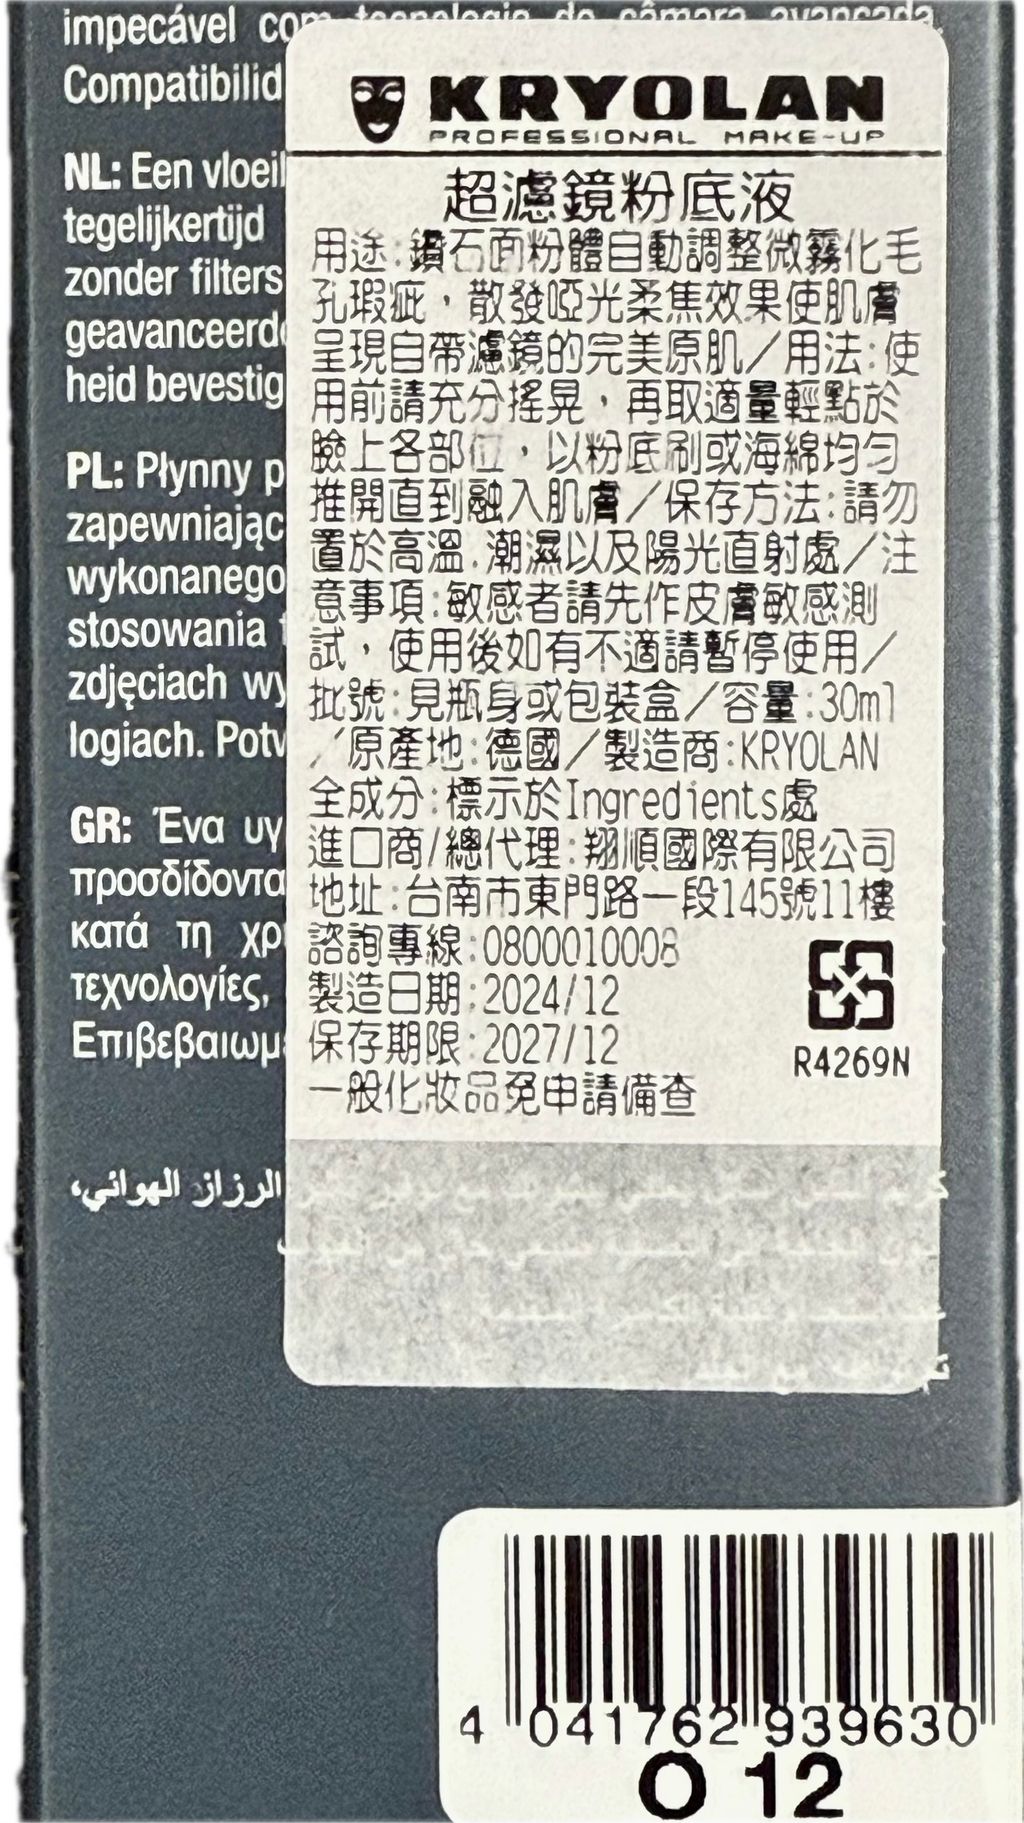 impecável
Compatibilid
NL: Een vloei
tegelijkertijd
zonder filters
geavanceerd
heid bevestig
PL: Płynny p
zapewniając
wykonanego
stosowania
zdjęciach wy
logiach. Potw
GR: Ένα υγ
προσδίδοντα
κατά τη χρ
τεχνολογίες,
Επιβεβαιωμ
الرزاز الهوائي،
KRYOLAN
PROFESSIONAL MAKE-UP
超濾鏡粉底液
用途:鑽石面粉體自動調整微霧化毛
孔瑕疵，散發啞光柔焦效果使肌膚
呈現自帶濾鏡的完美原肌／用法:使
用前請充分搖晃，再取適量輕點於
臉上各部位，以粉底刷或海綿均勻
推開直到融入肌膚／保存方法:請勿
置於高溫.潮濕以及陽光直射處／注
意事項:敏感者請先作皮膚敏感測
試，使用後如有不適請暫停使用／
批號:見瓶身或包裝盒／容量:30ml
／原產地:德國／製造商:KRYOLAN
全成分:標示於Ingredients處
進口商/總代理:翔順國際有限公司
地址:台南市東門路一段145號11樓
諮詢專線:0800010008
製造日期:2024/12
保存期限:2027/12
一般化妝品免申請備查
R4269N
4 041762 939630
O 12